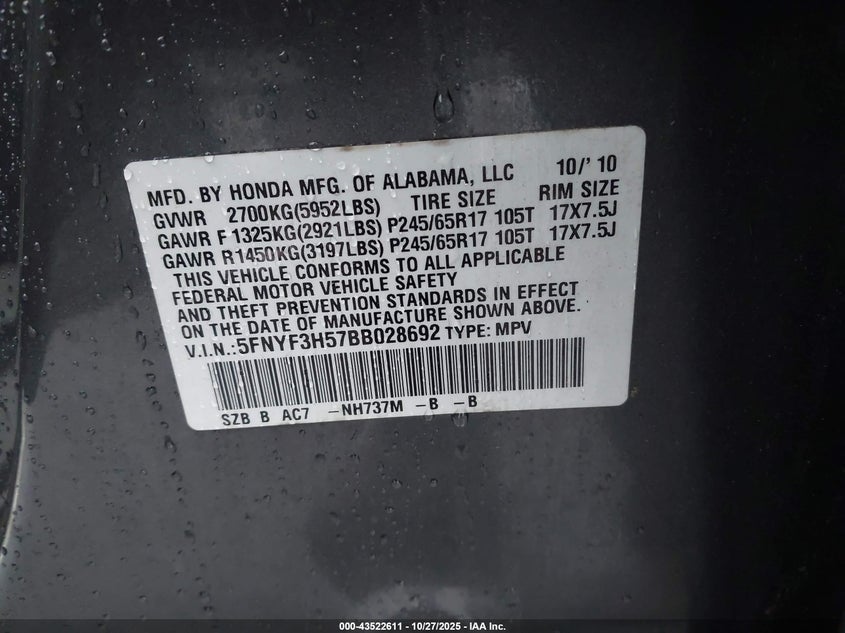 MFD. BY HONDA MFG. OF ALABAMA, LLC 10/'10
GVWR 2700KG(5952LBS) TIRE SIZE RIM SIZE
GAWR F1325KG(2921LBS) P245/65R17 105T 17X7.5J
GAWR R1450KG(3197LBS) P245/65R17 105T 17X7.5J
THIS VEHICLE CONFORMS TO ALL APPLICABLE
FEDERAL MOTOR VEHICLE SAFETY
AND THEFT PREVENTION STANDARDS IN EFFECT
ON THE DATE OF MANUFACTURE SHOWN ABOVE.
V.I.N.:5FNYF3H57BB028692 TYPE: MPV
SZB B AC7 -NH737M -B -B
000-43522611 - 10/27/2025 - IAA Inc.